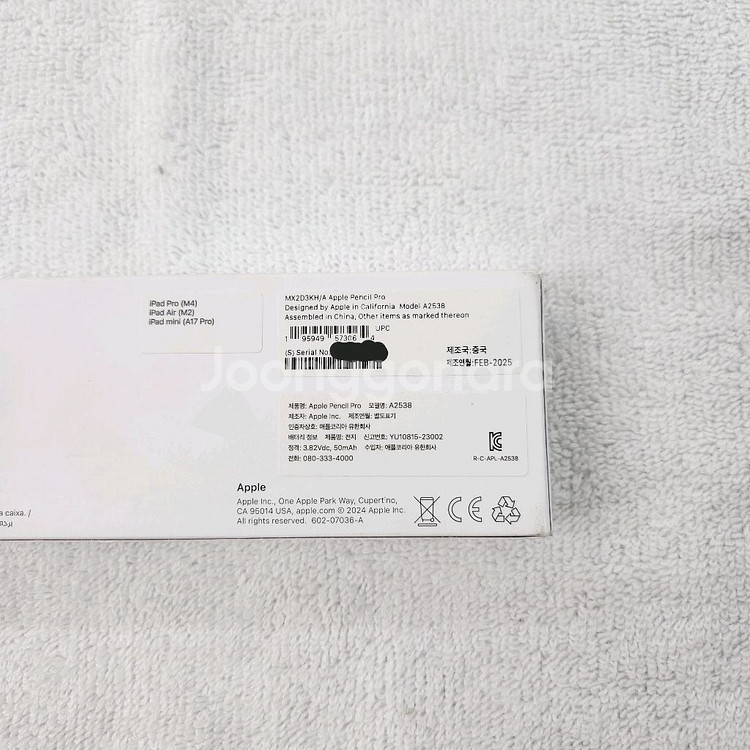 iPad Pro (M4)
iPad Air (M2)
iPad mini (A17 Pro)
MX2D3KH/A Apple Pencil Pro
Designed by Apple in California Model A2538
Assembled in China, Other items as marked thereon
UPC
1 95949 57306 4
(S) Serial No.
제조국:중국
제조연월:FEB-2025
Joonggonara
제품명: Apple Pencil Pro 모델명: A2538
제조자: Apple Inc. 제조연월: 별도표기
인증자상호: 애플코리아 유한회사
배터리 정보 제품명: 전지 신고번호: YU10815-23002
정격: 3.82Vdc, 50mAh 수입자: 애플코리아 유한회사
전화: 080-333-4000
R-C-APL-A2538
Apple
Apple Inc., One Apple Park Way, Cupertino,
CA 95014 USA, apple.com © 2024 Apple Inc.
All rights reserved. 602-07036-A
a caixa. /